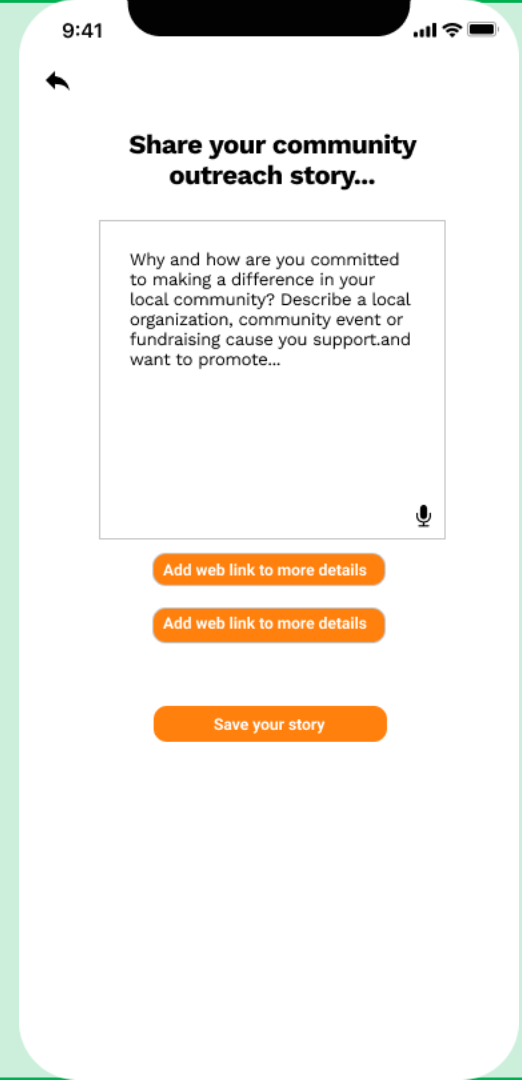 9:41
Share your community
outreach story...
Why and how are you committed
to making a difference in your
local community? Describe a local
organization, community event or
fundraising cause you support.and
want to promote...
Add web link to more details
Add web link to more details
Save your story